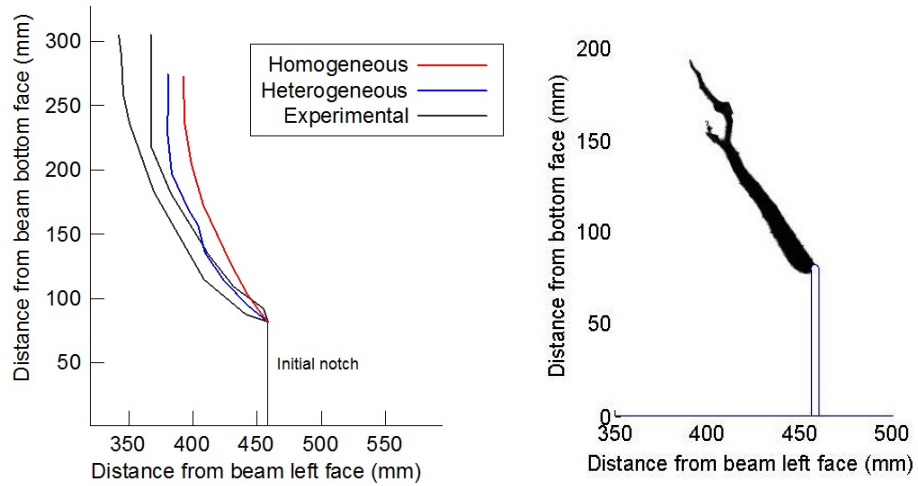 300
250
200
150
100
50
Distance from beam bottom face (mm)
Homogeneous
Heterogeneous
Experimental
Initial notch
350 400 450 500 550
Distance from beam left face (mm)
200
150
100
50
0
Distance from bottom face (mm)
350 400 450 500
Distance from beam left face (mm)